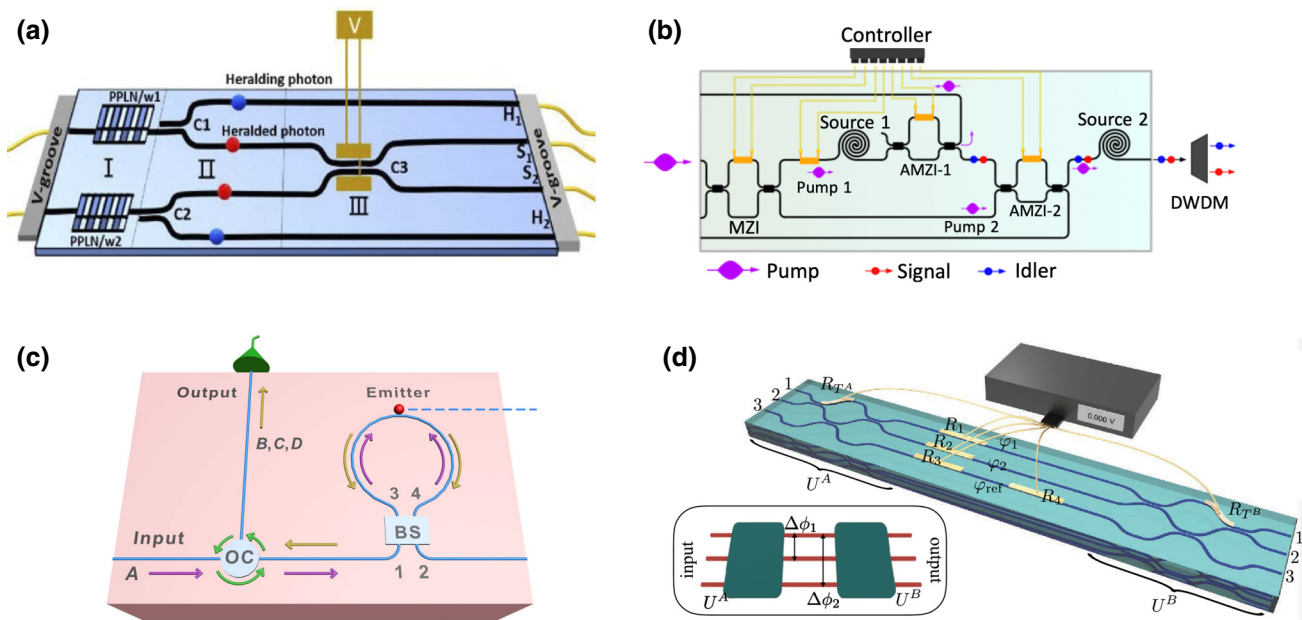 (a)
V
Heralding photon
PPLN/w1
C1
H₁
Heralded photon
S₁
C3
S₂
I
II
III
V-groove
V-groove
C2
H₂
PPLN/w2
(b)
Controller
Source 1
Source 2
AMZI-1
Pump 1
MZI
Pump 2
AMZI-2
DWDM
Pump
Signal
Idler
(c)
Output
Emitter
B,C,D
3 4
BS
Input
OC
A
1 2
(d)
0.000 V
1
2
3
R_{T^A}
R₁
φ₁
R₂
R₃
φ₂
φ_ref
R₄
U^A
R_{T^B}
1
2
3
U^B
input
Δϕ₁
output
U^A
Δϕ₂
U^B